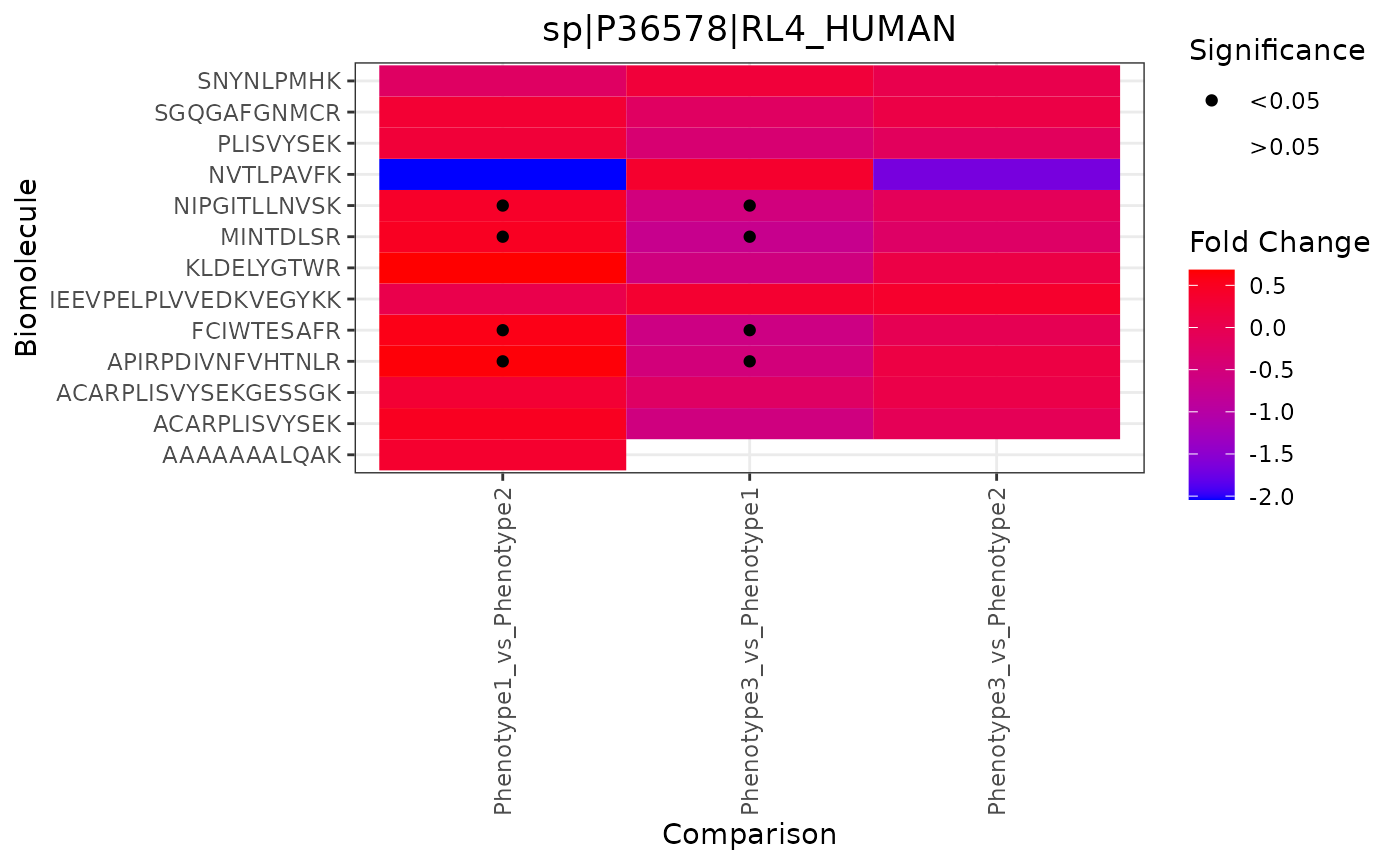 sp|P36578|RL4_HUMAN
Biomolecule
SNYNLPMHK
SGQGAFGNMCR
PLISVYSEK
NVTLPAVFK
NIPGITLLNVSK
MINTDLSR
KLDELYGTWR
IEEVPELPLVVEDKVEGYKK
FCIWTESAFR
APIRPDIVNFVHTNLR
ACARPLISVYSEKGESSGK
ACARPLISVYSEK
AAAAAAALQAK
Phenotype1_vs_Phenotype2
Phenotype3_vs_Phenotype1
Phenotype3_vs_Phenotype2
Comparison
Significance
<0.05
>0.05
Fold Change
0.5
0.0
-0.5
-1.0
-1.5
-2.0